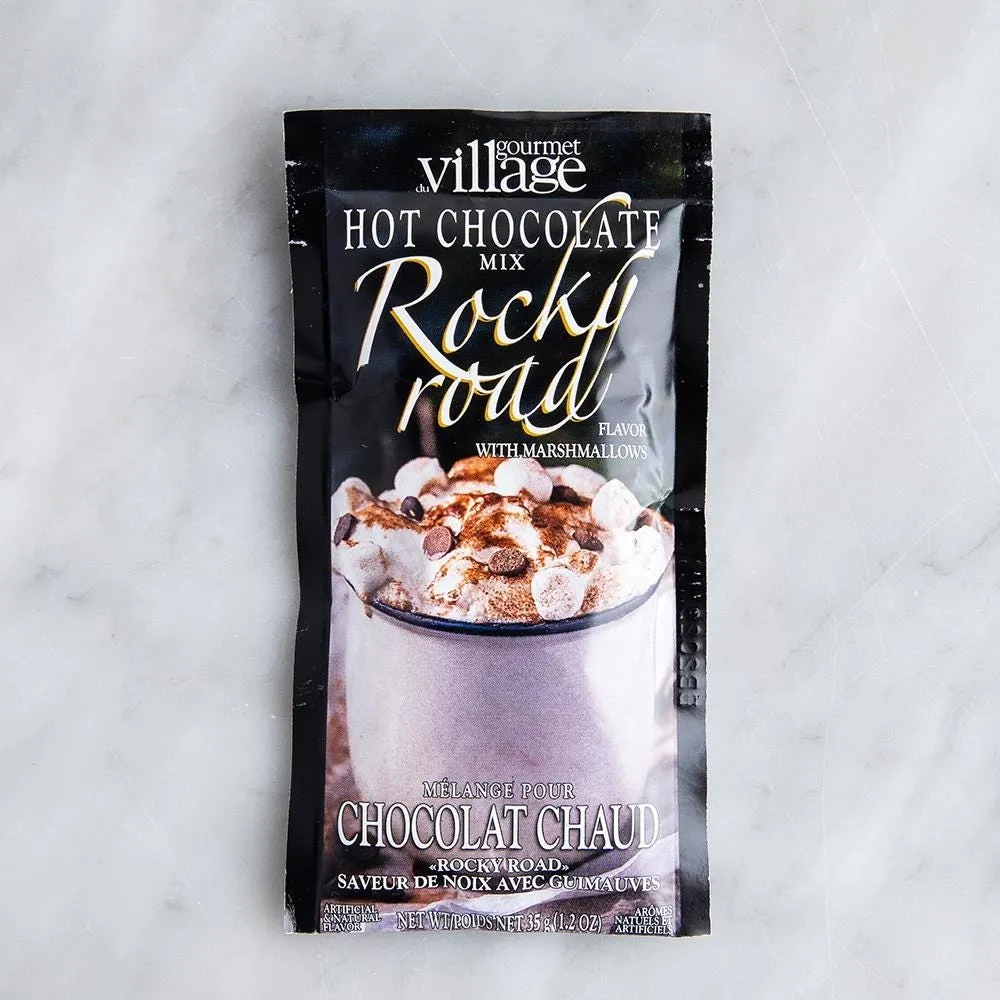 gourmet
du village
HOT CHOCOLATE
MIX
Rocky
road
FLAVOR
WITH MARSHMALLOWS
MÉLANGE POUR
CHOCOLAT CHAUD
«ROCKY ROAD»
SAVEUR DE NOIX AVEC GUIMAUVES
ARTIFICIAL
& NATURAL
FLAVOR
NET WT/POIDS NET 35 g (1.2 OZ)
ARÔMES
NATURELS ET
ARTIFICIELS